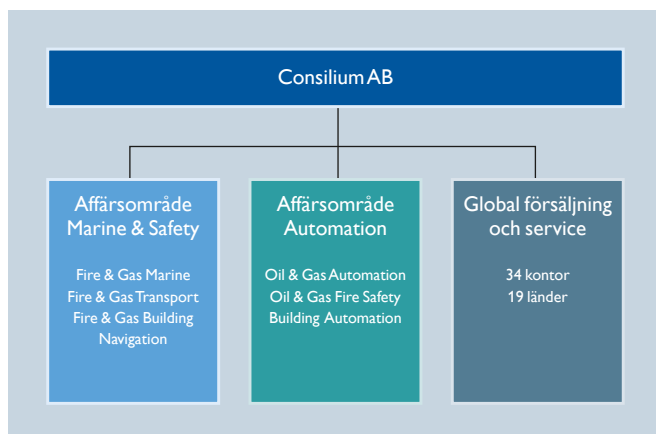 Consilium AB
Affärsområde
Marine & Safety
Fire & Gas Marine
Fire & Gas Transport
Fire & Gas Building
Navigation
Affärsområde
Automation
Oil & Gas Automation
Oil & Gas Fire Safety
Building Automation
Global försäljning
och service
34 kontor
19 länder